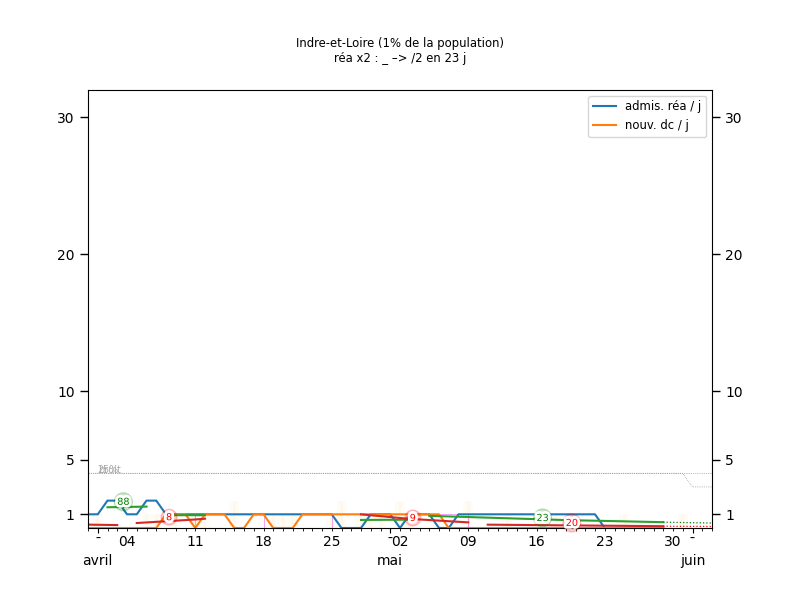 Indre-et-Loire (1% de la population)
réa x2 : _ –> /2 en 23 j
admis. réa / j
nouv. dc / j
30 30
20 20
10 10
5 5
1 1
88
8
9
23
20
- 04 11 18 25 -02 09 16 23 30 -
avril mai juin